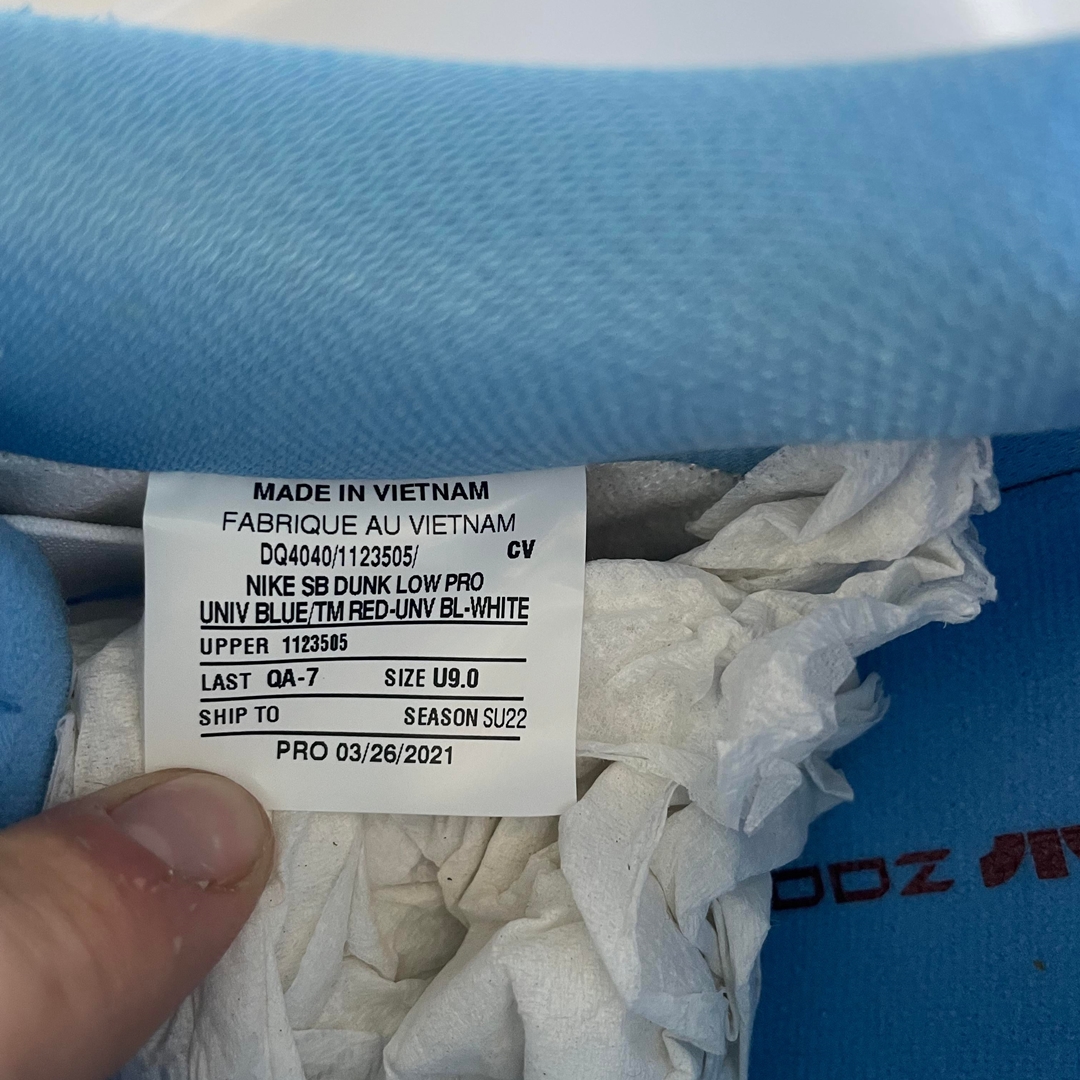 MADE IN VIETNAM
FABRIQUE AU VIETNAM
DQ4040/1123505/ CV
NIKE SB DUNK LOW PRO
UNIV BLUE/TM RED-UNV BL-WHITE
UPPER 1123505
LAST QA-7 SIZE U9.0
SHIP TO SEASON SU22
PRO 03/26/2021